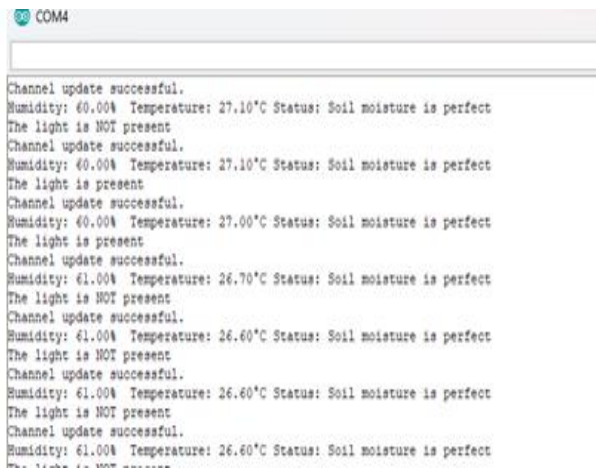 COM4
Channel update successful.
Humidity: 60.00% Temperature: 27.10°C Status: Soil moisture is perfect
The light is NOT present
Channel update successful.
Humidity: 60.00% Temperature: 27.10°C Status: Soil moisture is perfect
The light is present
Channel update successful.
Humidity: 60.00% Temperature: 27.00°C Status: Soil moisture is perfect
The light is present
Channel update successful.
Humidity: 61.00% Temperature: 26.70°C Status: Soil moisture is perfect
The light is NOT present
Channel update successful.
Humidity: 61.00% Temperature: 26.60°C Status: Soil moisture is perfect
The light is NOT present
Channel update successful.
Humidity: 61.00% Temperature: 26.60°C Status: Soil moisture is perfect
The light is NOT present
Channel update successful.
Humidity: 61.00% Temperature: 26.60°C Status: Soil moisture is perfect
The light is NOT present